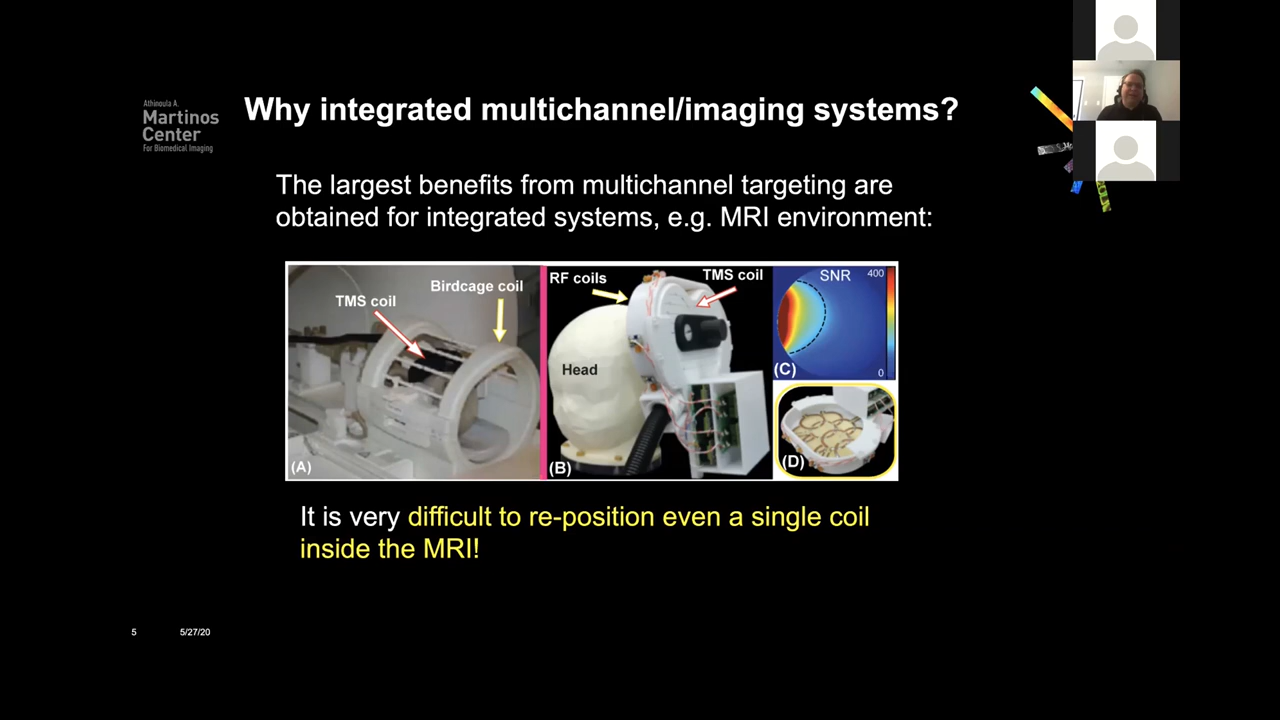 Athinoula A.
Martinos
Center
For Biomedical Imaging
Why integrated multichannel/imaging systems?
The largest benefits from multichannel targeting are
obtained for integrated systems, e.g. MRI environment:
TMS coil
Birdcage coil
(A)
RF coils
TMS coil
Head
(B)
SNR
400
0
(C)
(D)
It is very difficult to re-position even a single coil
inside the MRI!
5
5/27/20